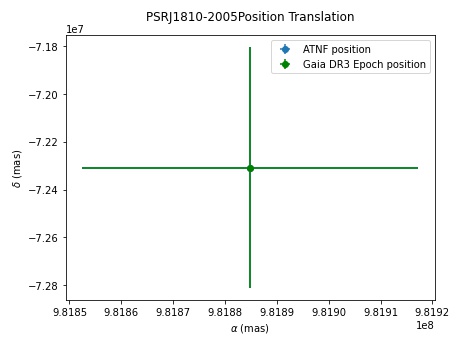 PSRJ1810-2005Position Translation
1e7
ATNF position
Gaia DR3 Epoch position
−7.18
−7.20
−7.22
−7.24
−7.26
−7.28
δ (mas)
9.8185 9.8186 9.8187 9.8188 9.8189 9.8190 9.8191 9.8192
α (mas)
1e8